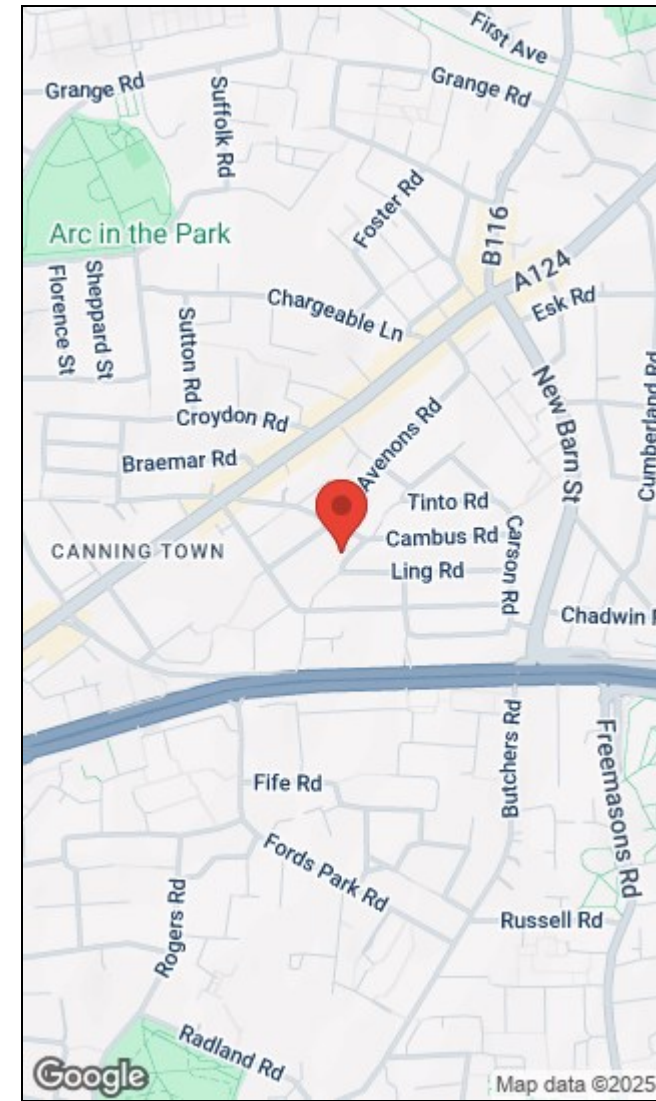 First Ave
Grange Rd
Grange Rd
Suffolk Rd
Foster Rd
B116
Arc in the Park
A124
Florence St
Sheppard St
Sutton Rd
Chargeable Ln
Esk Rd
New Barn St
Cumberland Rd
Croydon Rd
Avenons Rd
Braemar Rd
Tinto Rd
Cambus Rd
Carson Rd
CANNING TOWN
Ling Rd
Chadwin
Butchers Rd
Freemasons Rd
Fife Rd
Fords Park Rd
Rogers Rd
Russell Rd
Radland Rd
Google
Map data ©2025